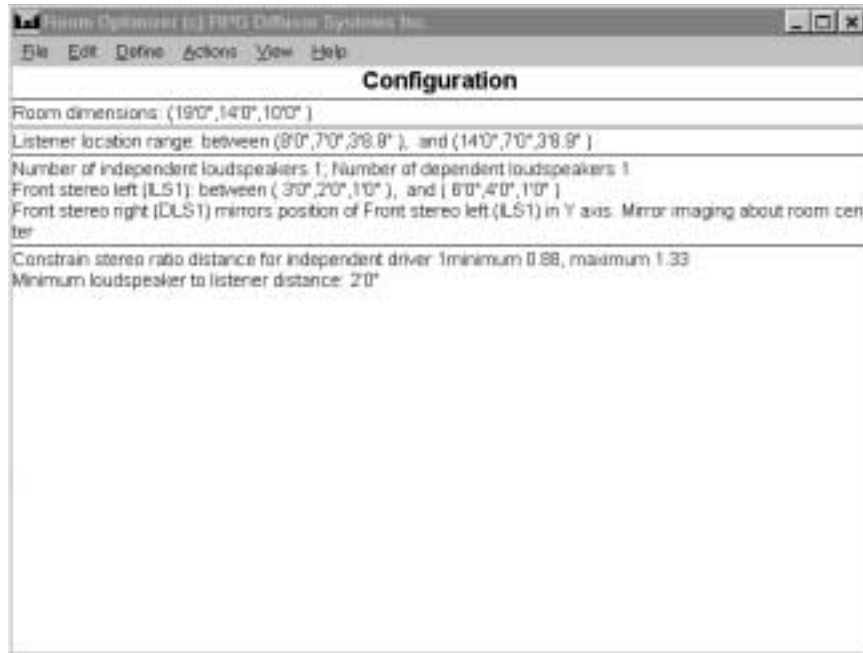 Room Optimizer (c) RPG Diffusor Systems Inc.
File Edit Define Actions View Help
Configuration
Room dimensions: (19'0",14'0",10'0" )
Listener location range: between (8'0",7'0",3'8.9" ), and (14'0",7'0",3'8.9" )
Number of independent loudspeakers 1; Number of dependent loudspeakers 1
Front stereo left (ILS1): between ( 3'0",2'0",1'0" ), and ( 6'0",4'0",1'0" )
Front stereo right (DLS1) mirrors position of Front stereo left (ILS1) in Y axis. Mirror imaging about room cen
ter
Constrain stereo ratio distance for independent driver 1minimum 0.88, maximum 1.33
Minimum loudspeaker to listener distance: 2'0"